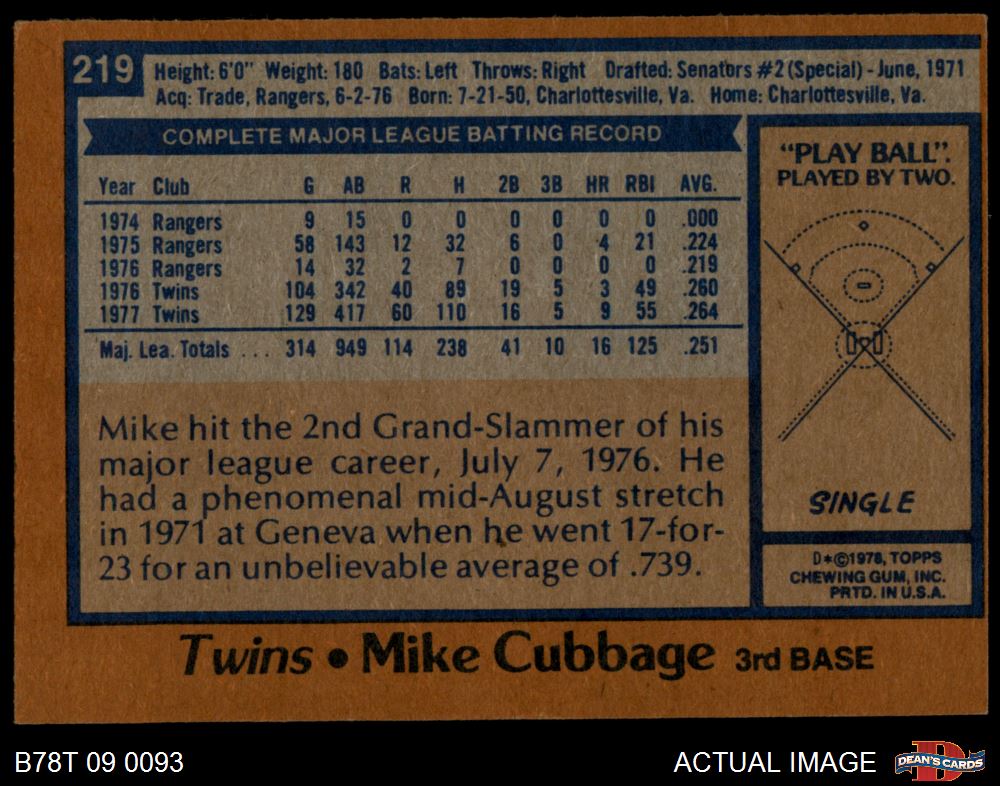 219
Height: 6'0" Weight: 180 Bats: Left Throws: Right Drafted: Senators #2 (Special) - June, 1971
Acq: Trade, Rangers, 6-2-76 Born: 7-21-50, Charlottesville, Va. Home: Charlottesville, Va.
COMPLETE MAJOR LEAGUE BATTING RECORD
Year Club G AB R H 2B 3B HR RBI AVG.
1974 Rangers 9 15 0 0 0 0 0 0 .000
1975 Rangers 58 143 12 32 6 0 4 21 .224
1976 Rangers 14 32 2 7 0 0 0 0 .219
1976 Twins 104 342 40 89 19 5 3 49 .260
1977 Twins 129 417 60 110 16 5 9 55 .264
Maj. Lea. Totals ... 314 949 114 238 41 10 16 125 .251
Mike hit the 2nd Grand-Slammer of his
major league career, July 7, 1976. He
had a phenomenal mid-August stretch
in 1971 at Geneva when he went 17-for-
23 for an unbelievable average of .739.
"PLAY BALL".
PLAYED BY TWO.
SINGLE
D*©1978, TOPPS
CHEWING GUM, INC.
PRTD. IN U.S.A.
Twins • Mike Cubbage 3rd BASE
B78T 09 0093
ACTUAL IMAGE
D
DEAN'S CARDS